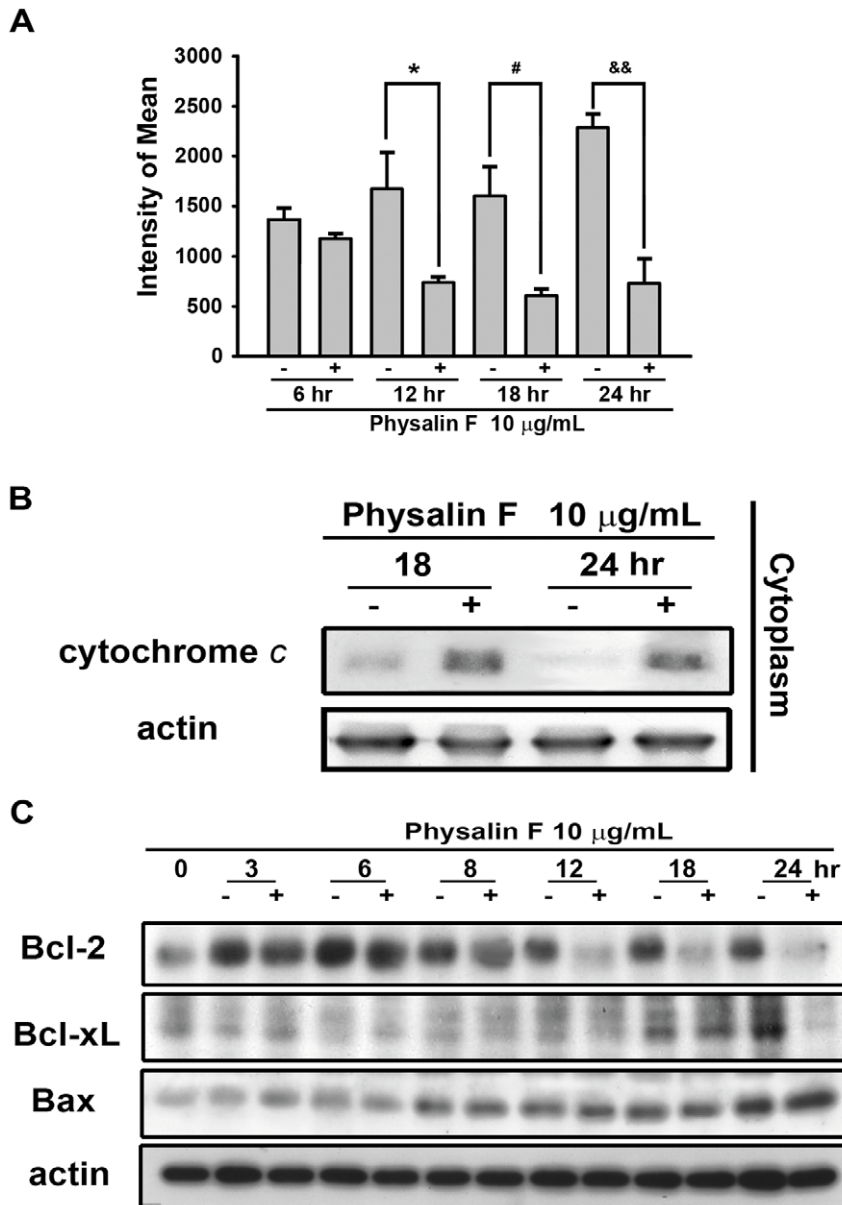 A
3000
2500
2000
1500
1000
500
0
Intensity of Mean
* # &&
- + - + - + - +
6 hr 12 hr 18 hr 24 hr
Physalin F 10 μg/mL
B
Physalin F 10 μg/mL
18 24 hr
- + - +
cytochrome c
actin
Cytoplasm
C
Physalin F 10 μg/mL
0 3 6 8 12 18 24 hr
- + - + - + - + - + - +
Bcl-2
Bcl-xL
Bax
actin